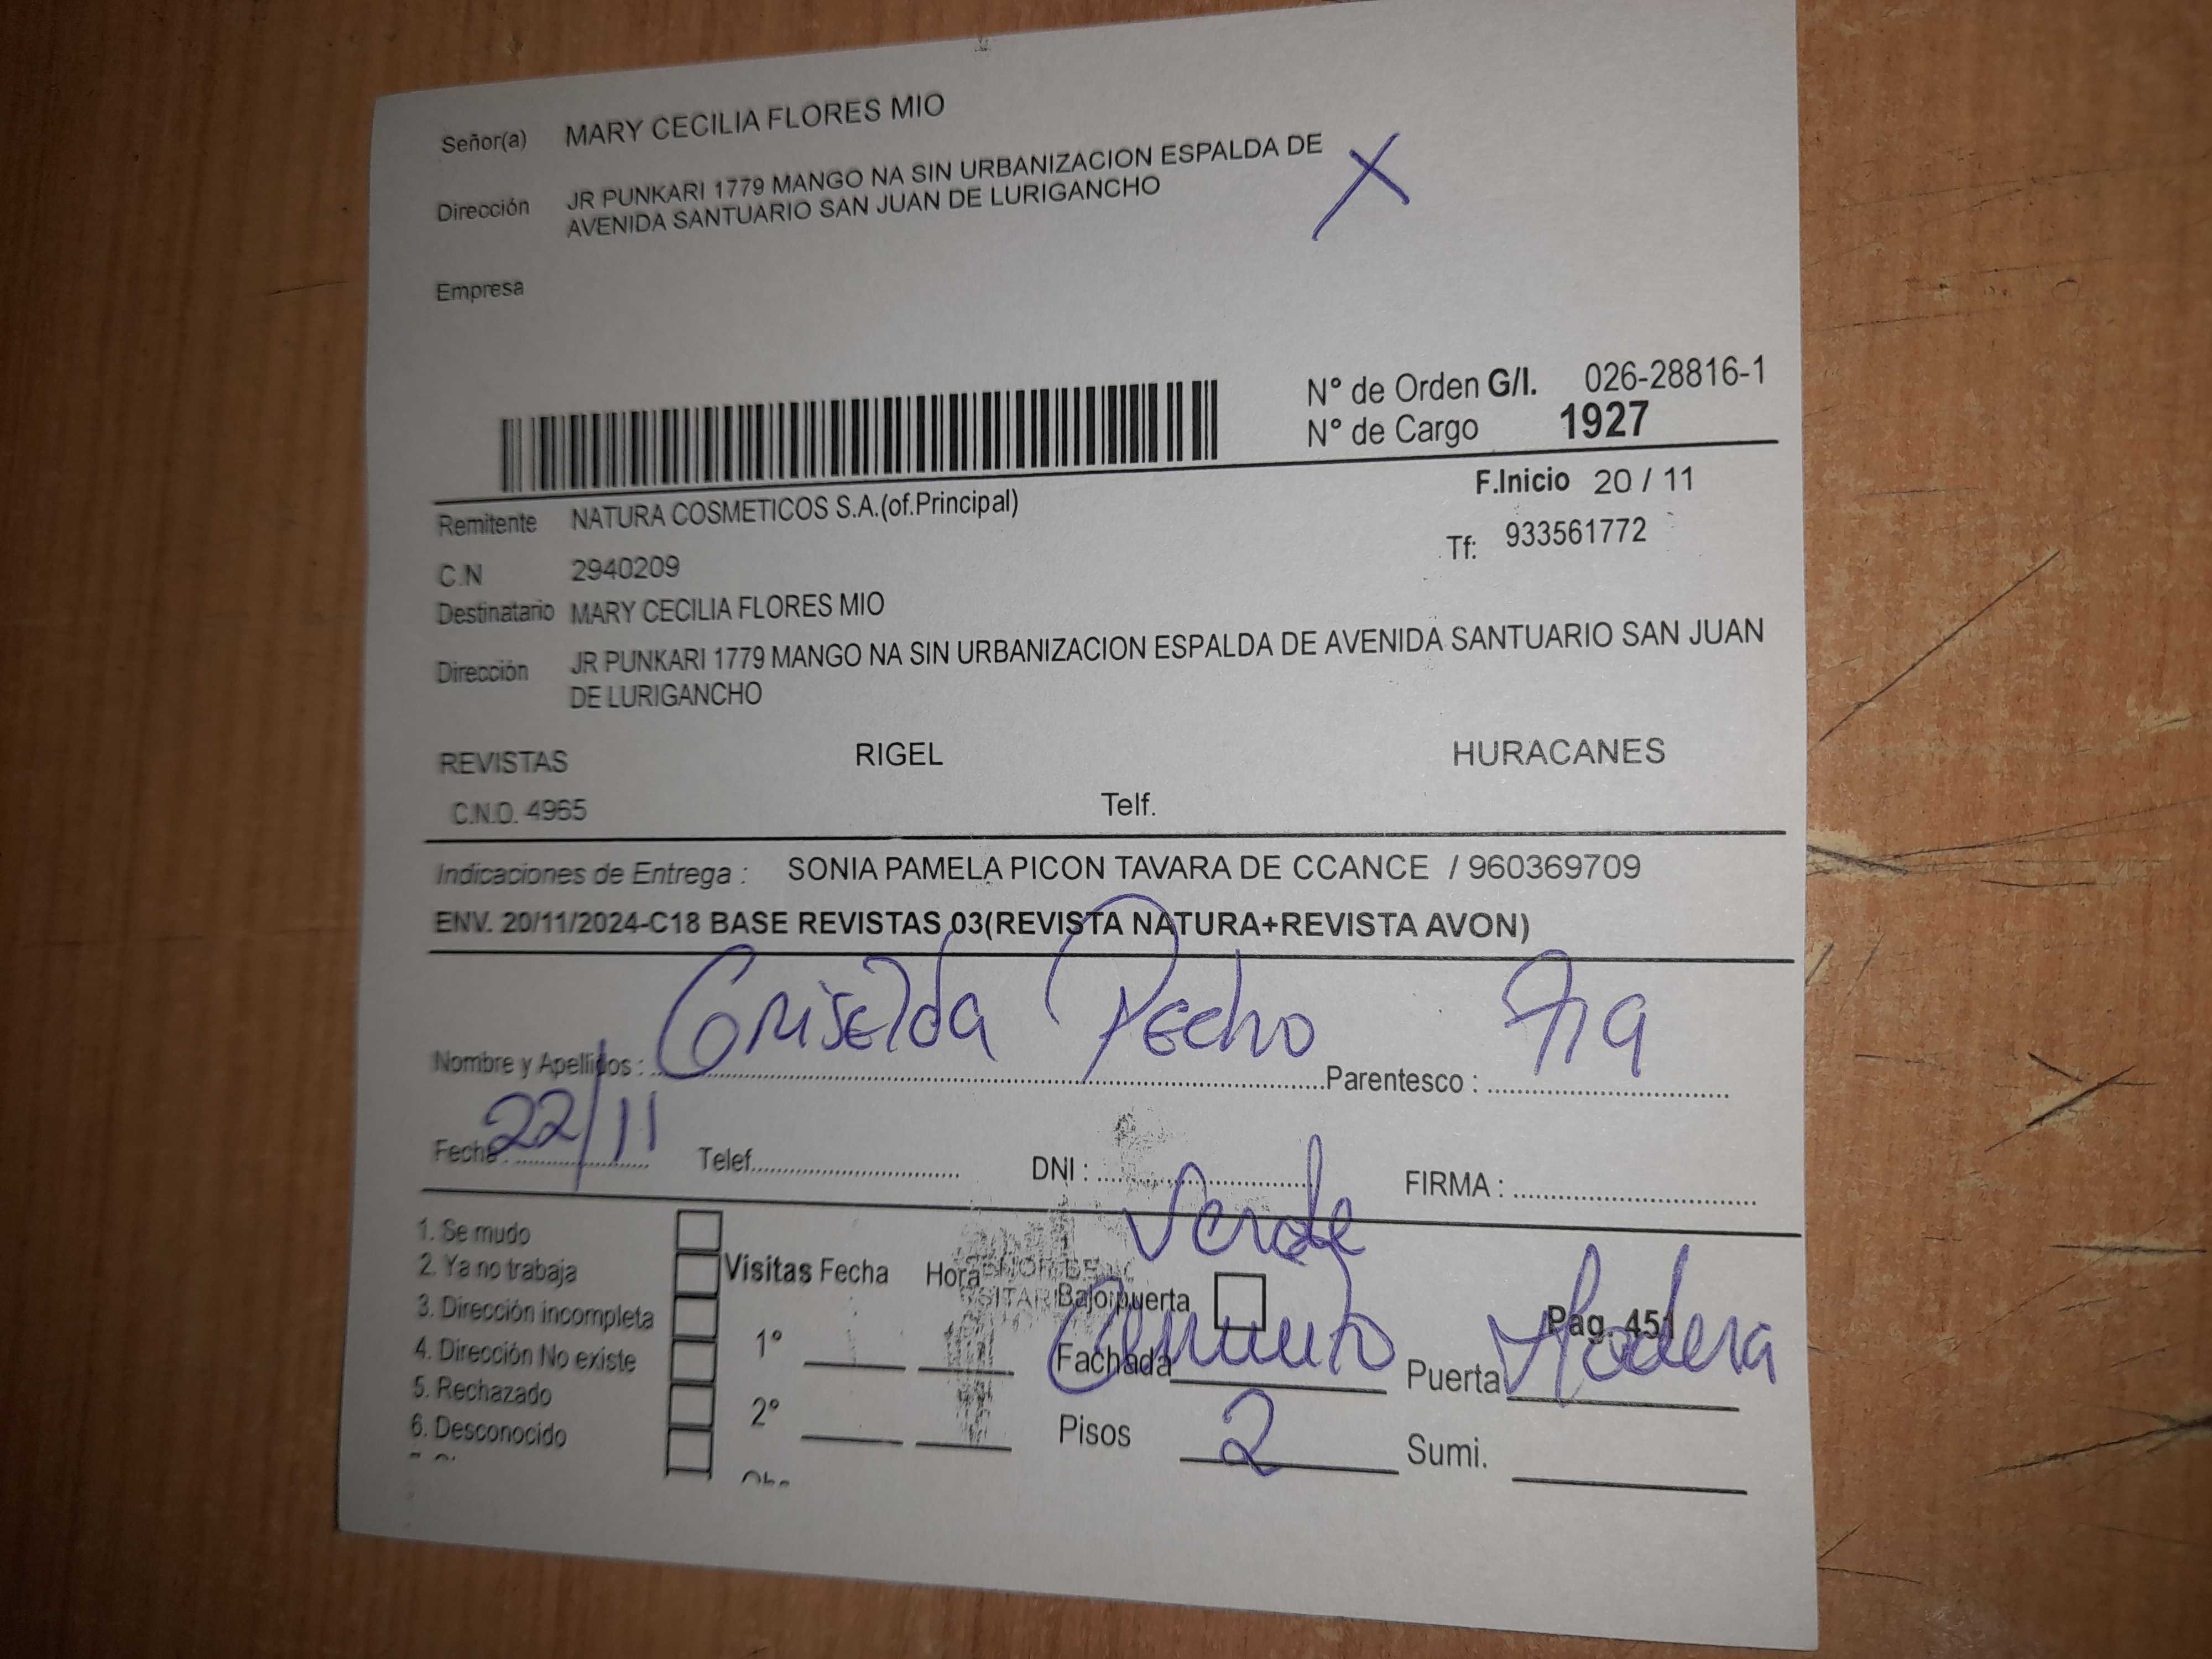 Señor(a) MARY CECILIA FLORES MIO
Dirección JR PUNKARI 1779 MANGO NA SIN URBANIZACION ESPALDA DE
AVENIDA SANTUARIO SAN JUAN DE LURIGANCHO
X
Empresa
N° de Orden G/I. 026-28816-1
N° de Cargo 1927
F.Inicio 20 / 11
Remitente NATURA COSMETICOS S.A.(of.Principal)
Tf: 933561772
C.N 2940209
Destinatario MARY CECILIA FLORES MIO
Dirección JR PUNKARI 1779 MANGO NA SIN URBANIZACION ESPALDA DE AVENIDA SANTUARIO SAN JUAN
DE LURIGANCHO
REVISTAS RIGEL HURACANES
C.N.O. 4965 Telf.
Indicaciones de Entrega : SONIA PAMELA PICON TAVARA DE CCANCE / 960369709
ENV. 20/11/2024-C18 BASE REVISTAS 03(REVISTA NATURA+REVISTA AVON)
Nombre y Apellidos : Griselda Pecho Parentesco :
Fecha : 22/11 Telef. DNI : FIRMA :
Verde
1. Se mudo
2. Ya no trabaja Visitas Fecha Hora
3. Dirección incompleta Bajo puerta Pag. 451
4. Dirección No existe 1° Fachada Puerta Madera
5. Rechazado
6. Desconocido 2° Pisos 2 Sumi.